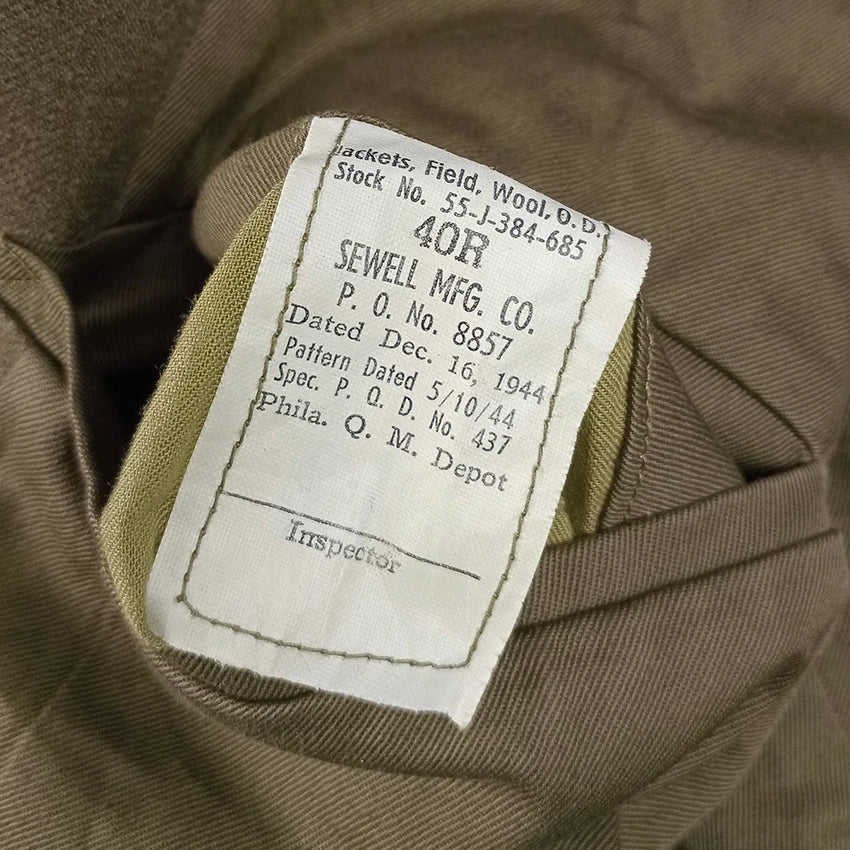 Jackets, Field, Wool, O.D.
Stock No. 55-J-384-685
40R
SEWELL MFG. CO.
P. O. No. 8857
Dated Dec. 16, 1944
Pattern Dated 5/10/44
Spec. P. Q. D. No. 437
Phila. Q. M. Depot
Inspector